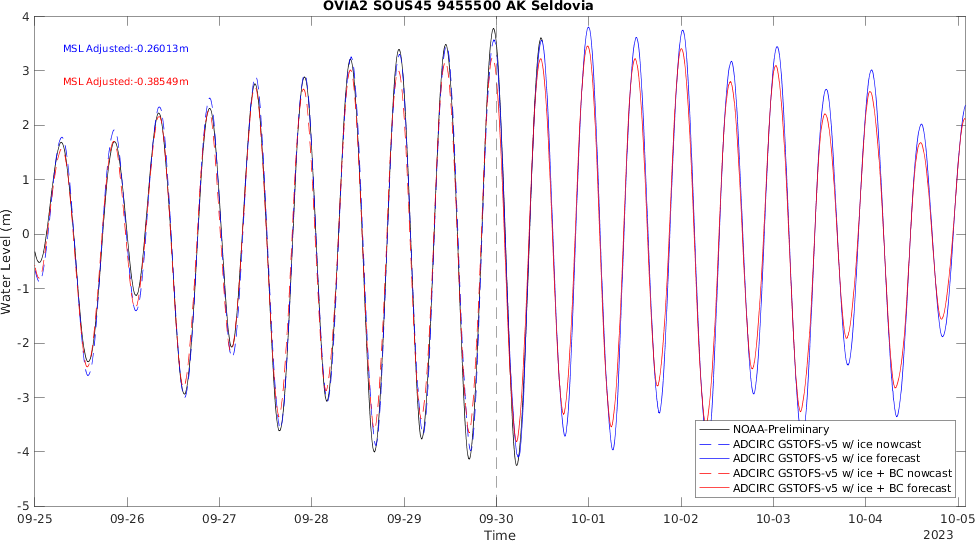 OVIA2 SOUS45 9455500 AK Seldovia
MSL Adjusted:-0.26013m
MSL Adjusted:-0.38549m
4
3
2
1
0
-1
-2
-3
-4
-5
Water Level (m)
NOAA-Preliminary
ADCIRC GSTOFS-v5 w/ ice nowcast
ADCIRC GSTOFS-v5 w/ ice forecast
ADCIRC GSTOFS-v5 w/ ice + BC nowcast
ADCIRC GSTOFS-v5 w/ ice + BC forecast
09-25 09-26 09-27 09-28 09-29 09-30 10-01 10-02 10-03 10-04 10-05
Time
2023